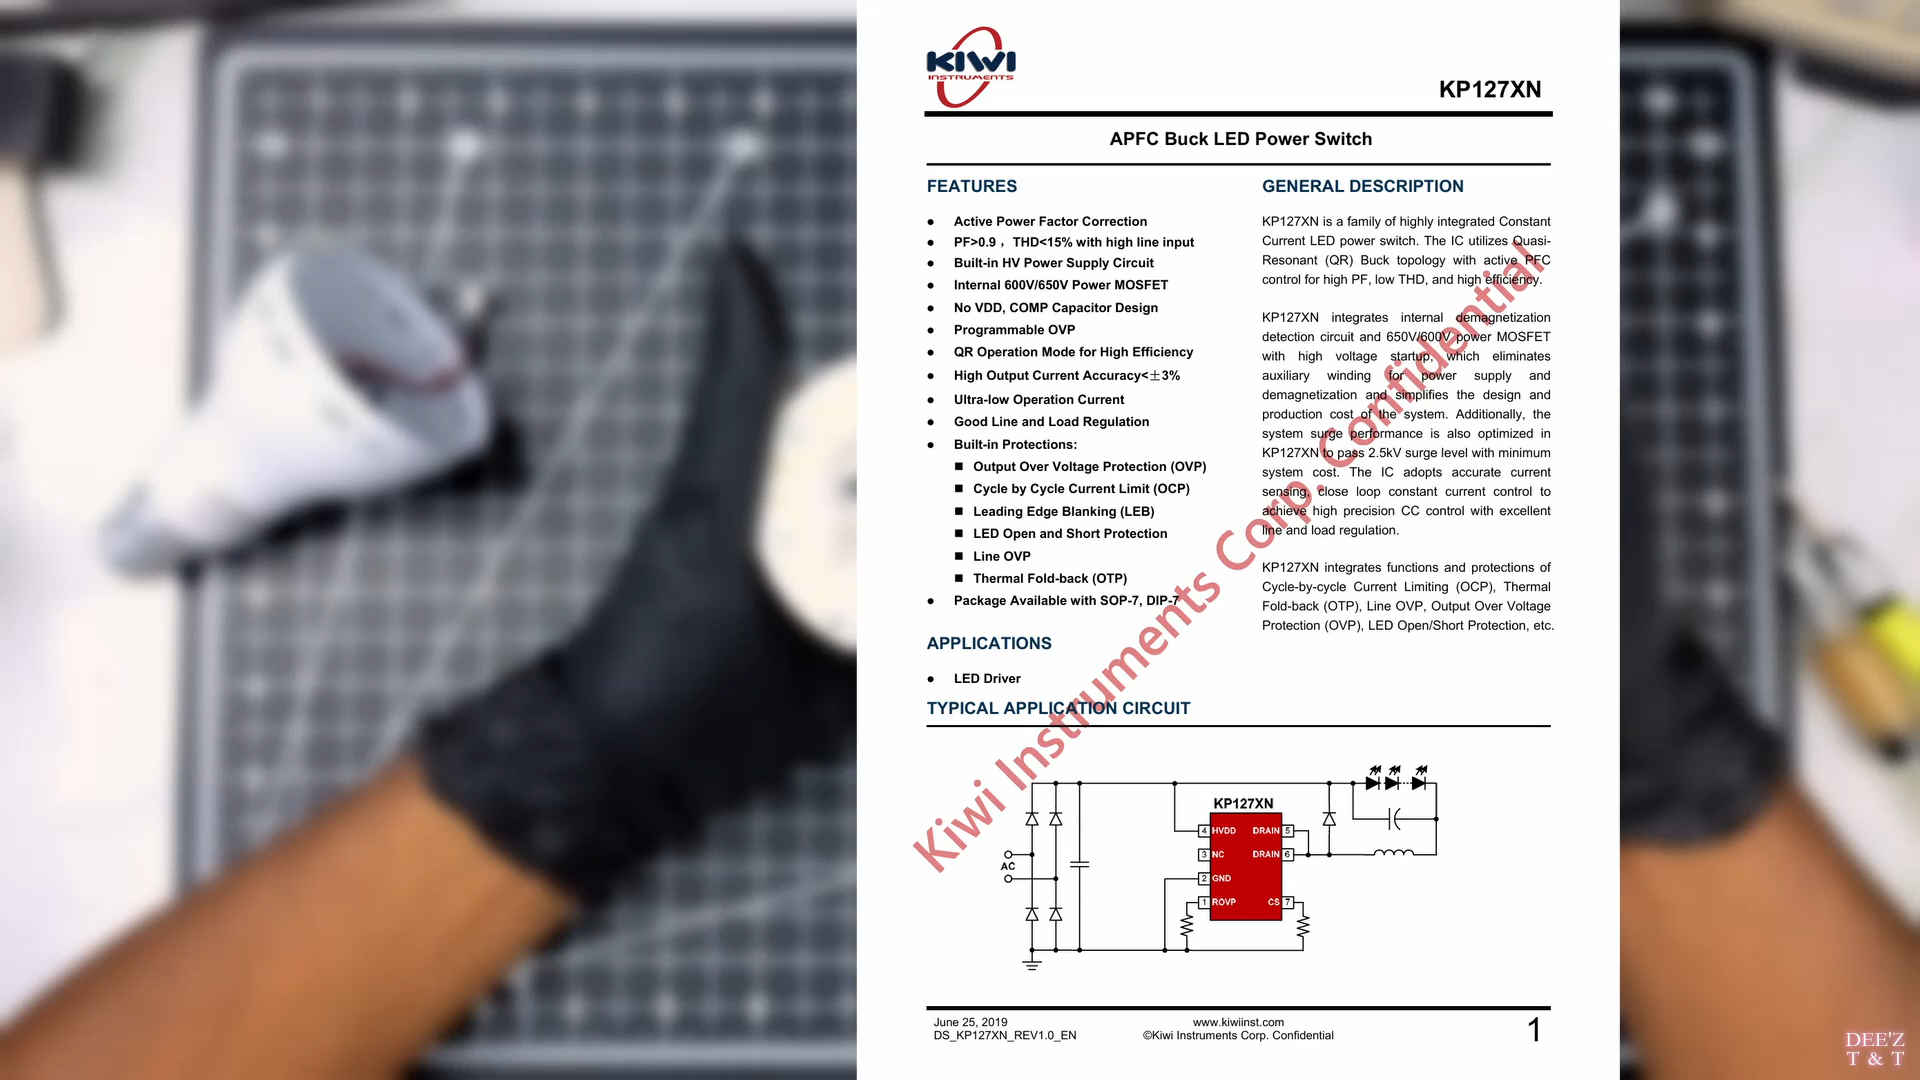 KIWI
INSTRUMENTS
KP127XN
APFC Buck LED Power Switch
FEATURES
● Active Power Factor Correction
● PF>0.9 ，THD<15% with high line input
● Built-in HV Power Supply Circuit
● Internal 600V/650V Power MOSFET
● No VDD, COMP Capacitor Design
● Programmable OVP
● QR Operation Mode for High Efficiency
● High Output Current Accuracy<±3%
● Ultra-low Operation Current
● Good Line and Load Regulation
● Built-in Protections:
■ Output Over Voltage Protection (OVP)
■ Cycle by Cycle Current Limit (OCP)
■ Leading Edge Blanking (LEB)
■ LED Open and Short Protection
■ Line OVP
■ Thermal Fold-back (OTP)
● Package Available with SOP-7, DIP-7
APPLICATIONS
● LED Driver
GENERAL DESCRIPTION
KP127XN is a family of highly integrated Constant
Current LED power switch. The IC utilizes Quasi-
Resonant (QR) Buck topology with active PFC
control for high PF, low THD, and high efficiency.
KP127XN integrates internal demagnetization
detection circuit and 650V/600V power MOSFET
with high voltage startup, which eliminates
auxiliary winding for power supply and
demagnetization and simplifies the design and
production cost of the system. Additionally, the
system surge performance is also optimized in
KP127XN to pass 2.5kV surge level with minimum
system cost. The IC adopts accurate current
sensing, close loop constant current control to
achieve high precision CC control with excellent
line and load regulation.
KP127XN integrates functions and protections of
Cycle-by-cycle Current Limiting (OCP), Thermal
Fold-back (OTP), Line OVP, Output Over Voltage
Protection (OVP), LED Open/Short Protection, etc.
TYPICAL APPLICATION CIRCUIT
Kiwi Instruments Corp. Confidential
KP127XN
4 HVDD DRAIN 5
3 NC DRAIN 6
2 GND
1 ROVP CS 7
AC
June 25, 2019
DS_KP127XN_REV1.0_EN
www.kiwiinst.com
©Kiwi Instruments Corp. Confidential
1
DEE'Z
T & T